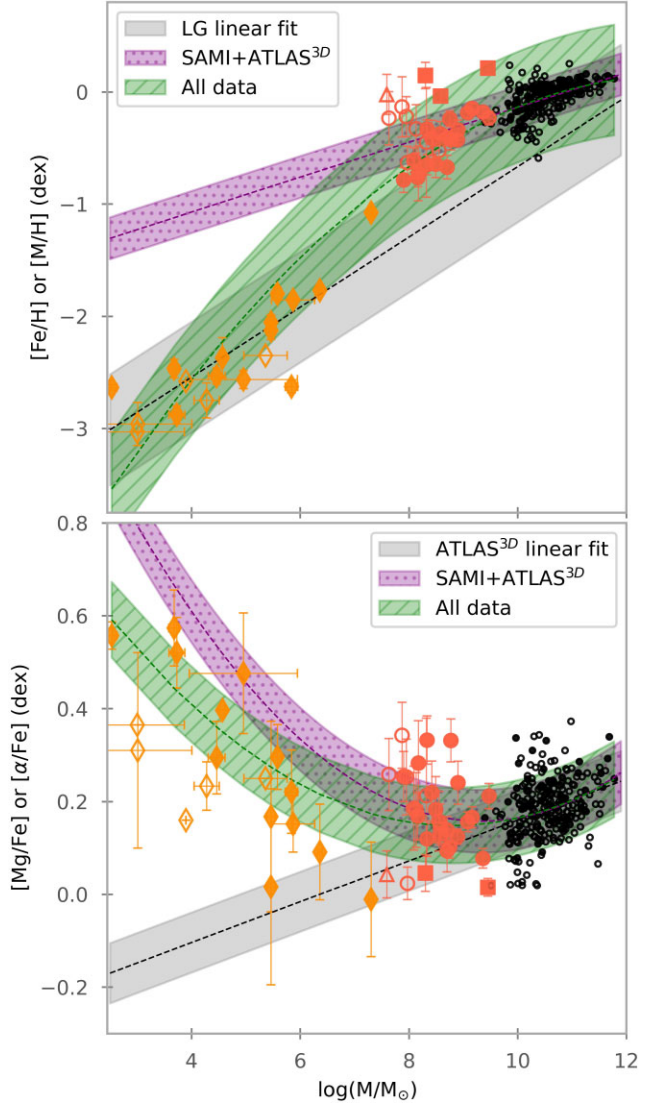 LG linear fit
SAMI+ATLAS³ᴰ
All data
0
−1
−2
−3
[Fe/H] or [M/H] (dex)
ATLAS³ᴰ linear fit
SAMI+ATLAS³ᴰ
All data
0.8
0.6
0.4
0.2
0.0
−0.2
[Mg/Fe] or [α/Fe] (dex)
4 6 8 10 12
log(M/M⊙)